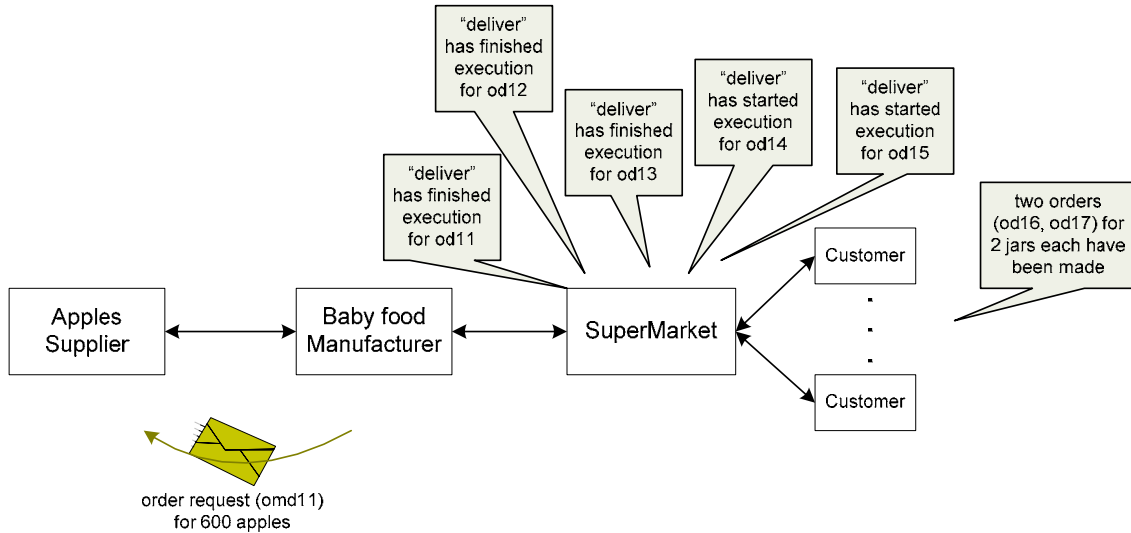 “deliver”
has finished
execution
for od12
“deliver”
has finished
execution
for od13
“deliver”
has started
execution
for od14
“deliver”
has started
execution
for od15
“deliver”
has finished
execution
for od11
two orders
(od16, od17) for
2 jars each have
been made
Apples
Supplier
Baby food
Manufacturer
SuperMarket
Customer
Customer
order request (omd11)
for 600 apples